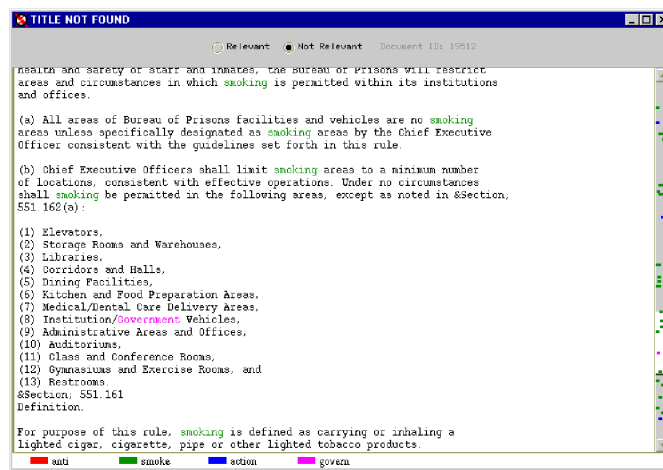 TITLE NOT FOUND
Relevant Not Relevant Document ID: 19512
health and safety of staff and inmates, the Bureau of Prisons will restrict
areas and circumstances in which smoking is permitted within its institutions
and offices.
(a) All areas of Bureau of Prisons facilities and vehicles are no smoking
areas unless specifically designated as smoking areas by the Chief Executive
Officer consistent with the guidelines set forth in this rule.
(b) Chief Executive Officers shall limit smoking areas to a minimum number
of locations, consistent with effective operations. Under no circumstances
shall smoking be permitted in the following areas, except as noted in &Section;
551.162(a):
(1) Elevators,
(2) Storage Rooms and Warehouses,
(3) Libraries,
(4) Corridors and Halls,
(5) Dining Facilities,
(6) Kitchen and Food Preparation Areas,
(7) Medical/Dental Care Delivery Areas,
(8) Institution/Government Vehicles,
(9) Administrative Areas and Offices,
(10) Auditoriums,
(11) Class and Conference Rooms,
(12) Gymnasiums and Exercise Rooms, and
(13) Restrooms.
&Section; 551.161
Definition.
For purpose of this rule, smoking is defined as carrying or inhaling a
lighted cigar, cigarette, pipe or other lighted tobacco products.
anti smoke action govern